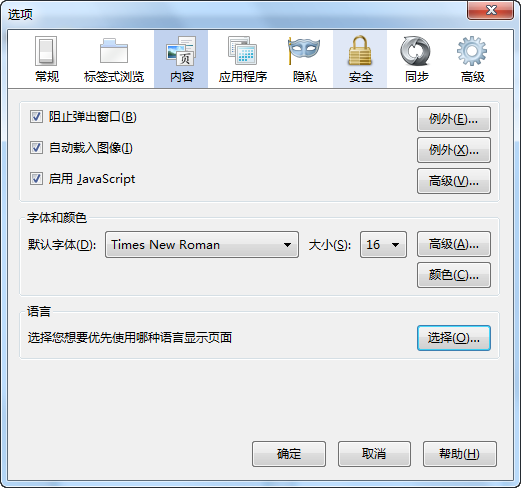 选项
常规 标签式浏览 内容 应用程序 隐私 安全 同步 高级
阻止弹出窗口(B) 例外(E)...
自动载入图像(I) 例外(X)...
启用 JavaScript 高级(V)...
字体和颜色
默认字体(D): Times New Roman 大小(S): 16 高级(A)...
颜色(C)...
语言
选择您想要优先使用哪种语言显示页面 选择(O)...
确定 取消 帮助(H)